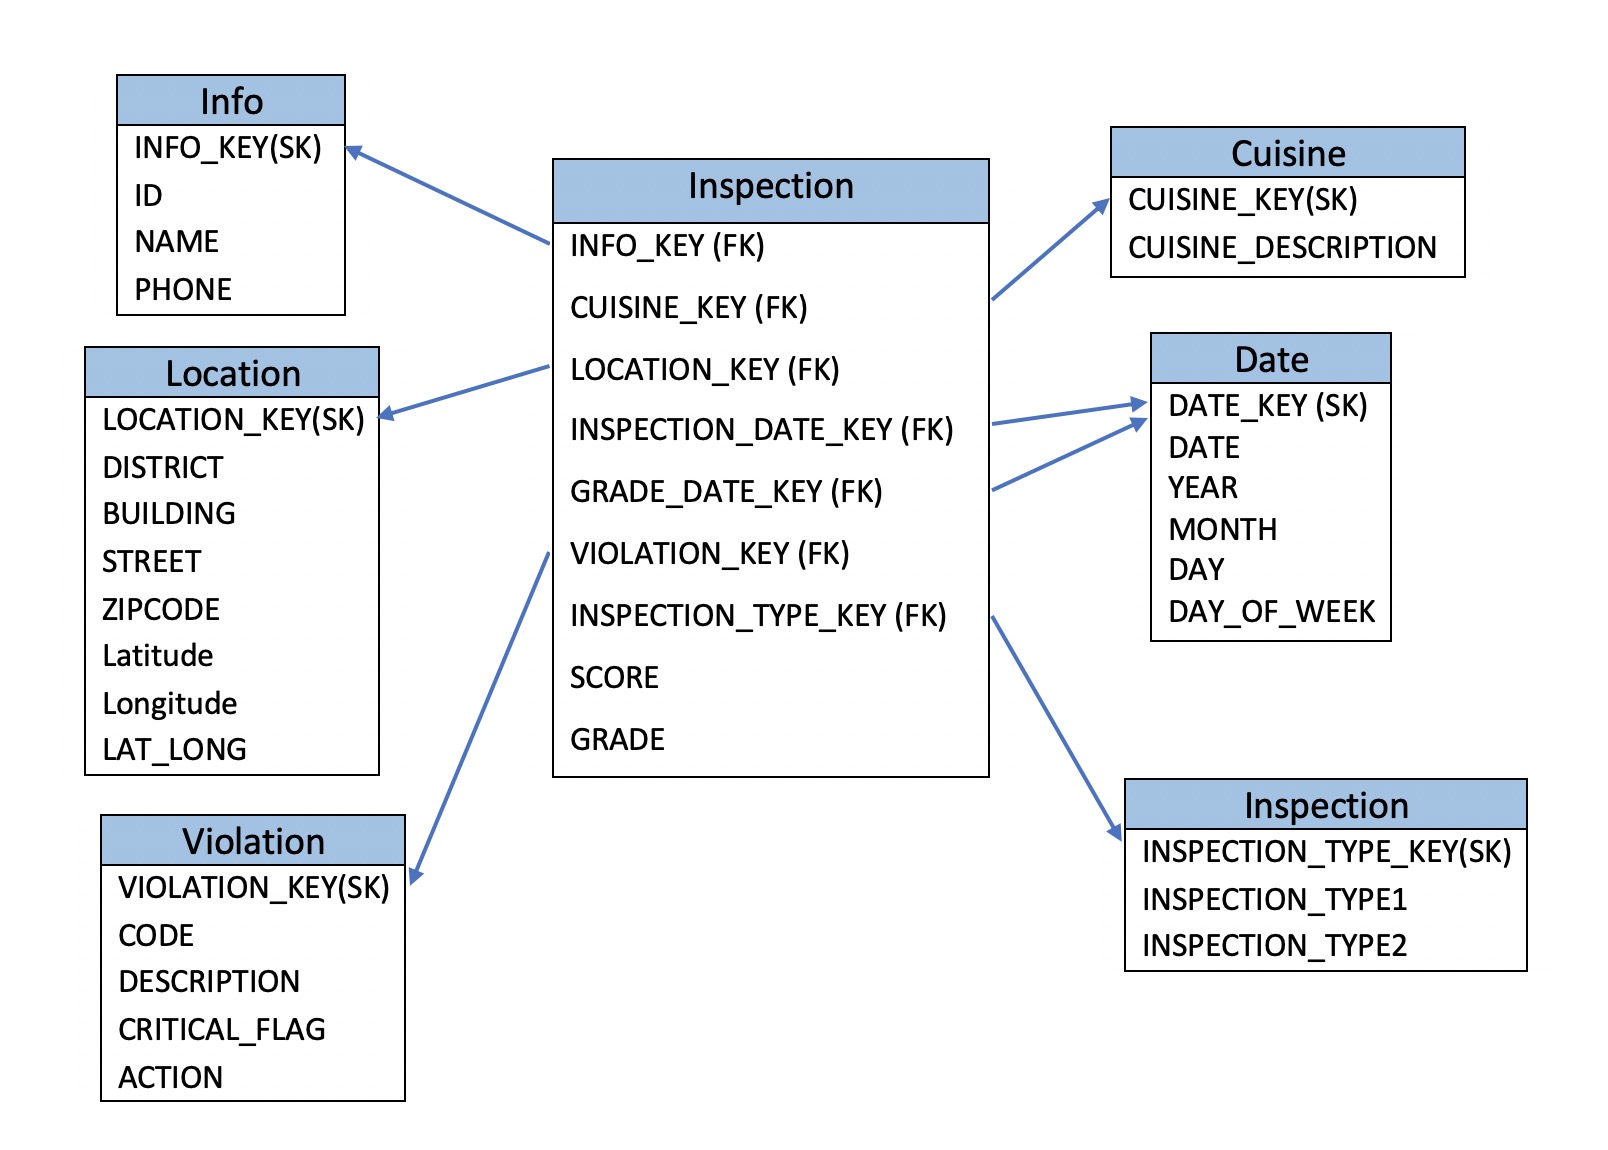 Info
INFO_KEY(SK)
ID
NAME
PHONE
Location
LOCATION_KEY(SK)
DISTRICT
BUILDING
STREET
ZIPCODE
Latitude
Longitude
LAT_LONG
Violation
VIOLATION_KEY(SK)
CODE
DESCRIPTION
CRITICAL_FLAG
ACTION
Inspection
INFO_KEY (FK)
CUISINE_KEY (FK)
LOCATION_KEY (FK)
INSPECTION_DATE_KEY (FK)
GRADE_DATE_KEY (FK)
VIOLATION_KEY (FK)
INSPECTION_TYPE_KEY (FK)
SCORE
GRADE
Cuisine
CUISINE_KEY(SK)
CUISINE_DESCRIPTION
Date
DATE_KEY (SK)
DATE
YEAR
MONTH
DAY
DAY_OF_WEEK
Inspection
INSPECTION_TYPE_KEY(SK)
INSPECTION_TYPE1
INSPECTION_TYPE2